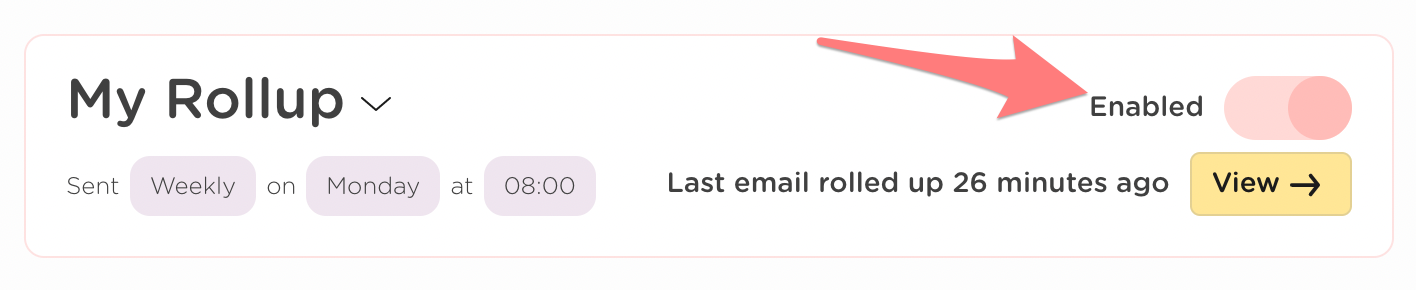 My Rollup
Enabled
Sent Weekly on Monday at 08:00
Last email rolled up 26 minutes ago
View →